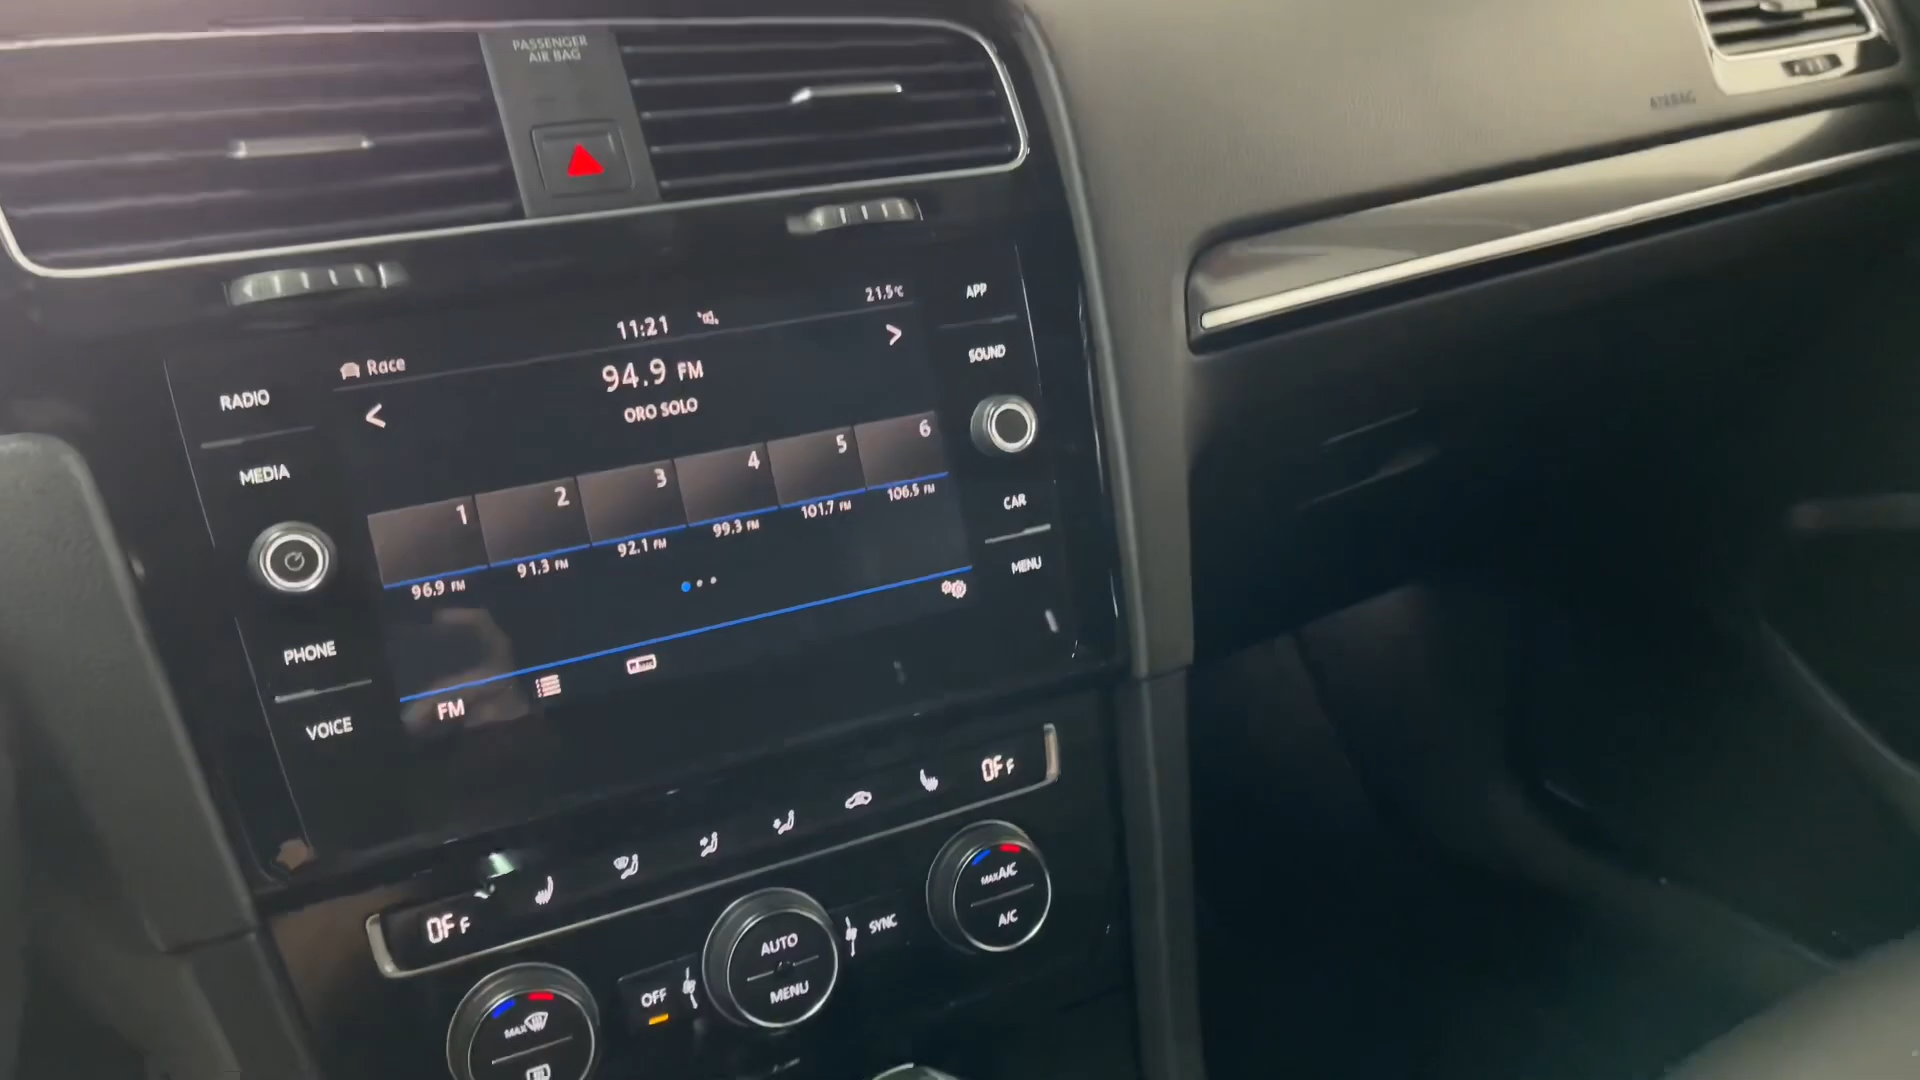 PASSENGER
AIR BAG
AIRBAG
21.5°C
11:21
Race
94.9 FM
ORO SOLO
1
2
3
4
5
6
96.9 FM
91.3 FM
92.1 FM
99.3 FM
101.7 FM
106.5 FM
FM
RADIO
MEDIA
PHONE
VOICE
APP
SOUND
CAR
MENU
OFF
OFF
MAX
OFF
AUTO
MENU
SYNC
MAX A/C
A/C